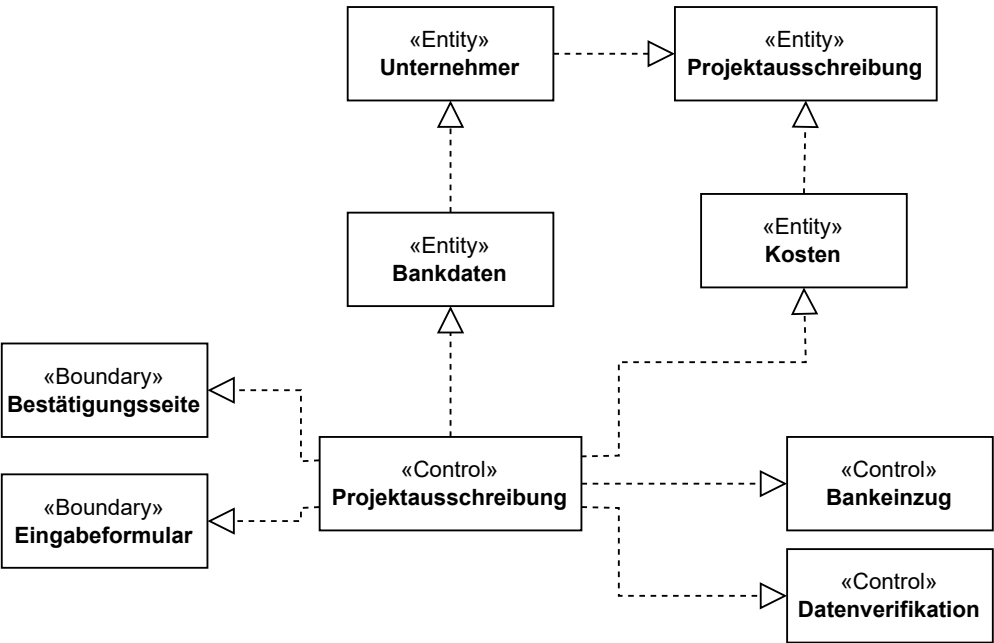 «Entity»
Unternehmer
«Entity»
Projektausschreibung
«Entity»
Bankdaten
«Entity»
Kosten
«Boundary»
Bestätigungsseite
«Control»
Projektausschreibung
«Control»
Bankeinzug
«Boundary»
Eingabeformular
«Control»
Datenverifikation